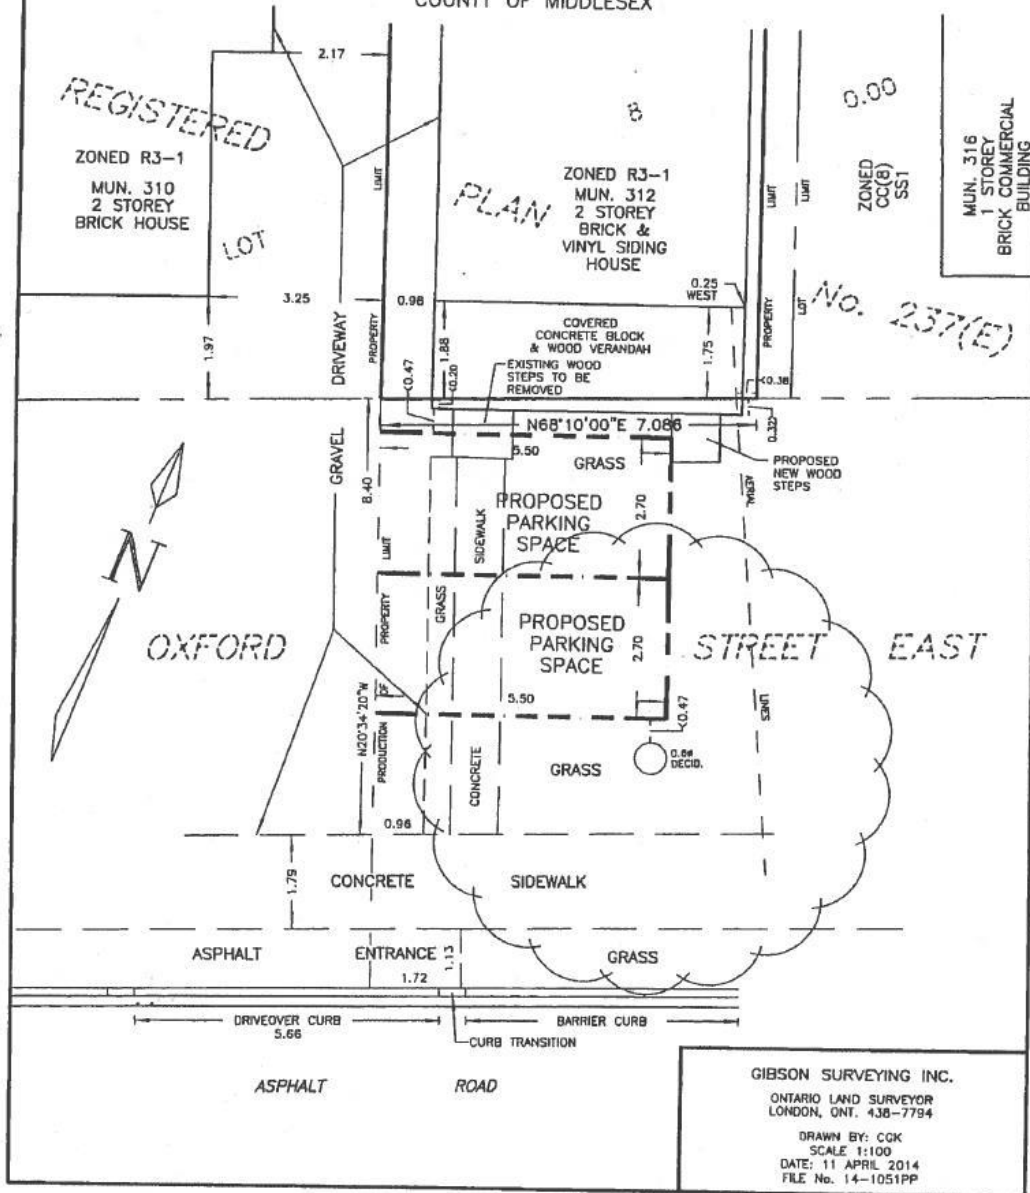 COUNTY OF MIDDLESEX
2.17
REGISTERED
ZONED R3-1
MUN. 310
2 STOREY
BRICK HOUSE
LOT
LIMIT
8
PLAN
ZONED R3-1
MUN. 312
2 STOREY
BRICK &
VINYL SIDING
HOUSE
LIMIT
LIMIT
0.00
ZONED
CC(8)
SS1
MUN. 316
1 STOREY
BRICK COMMERCIAL
BUILDING
No. 237(E)
0.25
WEST
3.25
0.96
1.97
DRIVEWAY
PROPERTY
0.47
1.88
0.20
COVERED
CONCRETE BLOCK
& WOOD VERANDAH
EXISTING WOOD
STEPS TO BE
REMOVED
1.75
PROPERTY
LOT
0.38
0.32
N68°10'00"E 7.086
5.50
GRASS
PROPOSED
NEW WOOD
STEPS
GRAVEL
8.40
LIMIT
SIDEWALK
PROPOSED
PARKING
SPACE
2.70
AERIAL
N
OXFORD
PROPERTY
GRASS
PROPOSED
PARKING
SPACE
2.70
STREET
EAST
OF
5.50
LINES
0.47
N20°34'20"W
PRODUCTION
CONCRETE
GRASS
DECID.
0.96
1.79
CONCRETE
SIDEWALK
ASPHALT
ENTRANCE
1.13
GRASS
1.72
DRIVEOVER CURB
5.66
BARRIER CURB
CURB TRANSITION
ASPHALT
ROAD
GIBSON SURVEYING INC.
ONTARIO LAND SURVEYOR
LONDON, ONT. 438-7794
DRAWN BY: CGK
SCALE 1:100
DATE: 11 APRIL 2014
FILE No. 14-1051PP